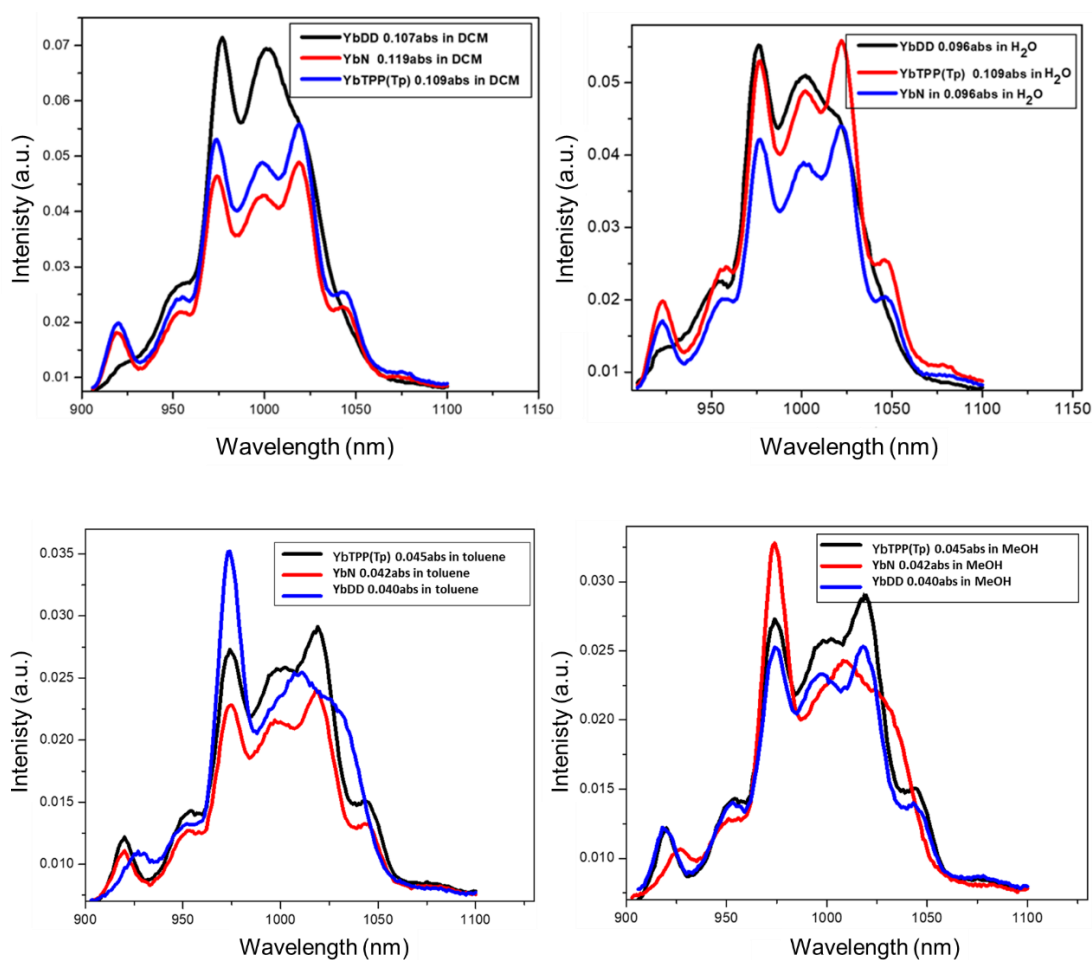 YbDD 0.107abs in DCM
YbN 0.119abs in DCM
YbTPP(Tp) 0.109abs in DCM
Intenisty (a.u.)
0.07
0.06
0.05
0.04
0.03
0.02
0.01
900 950 1000 1050 1100 1150
Wavelength (nm)
YbDD 0.096abs in H₂O
YbTPP(Tp) 0.109abs in H₂O
YbN in 0.096abs in H₂O
Intenisty (a.u.)
0.05
0.04
0.03
0.02
0.01
950 1000 1050 1100 1150
Wavelength (nm)
YbTPP(Tp) 0.045abs in toluene
YbN 0.042abs in toluene
YbDD 0.040abs in toluene
Intenisty (a.u.)
0.035
0.030
0.025
0.020
0.015
0.010
900 950 1000 1050 1100
Wavelength (nm)
YbTPP(Tp) 0.045abs in MeOH
YbN 0.042abs in MeOH
YbDD 0.040abs in MeOH
Intenisty (a.u.)
0.030
0.025
0.020
0.015
0.010
900 950 1000 1050 1100
Wavelength (nm)